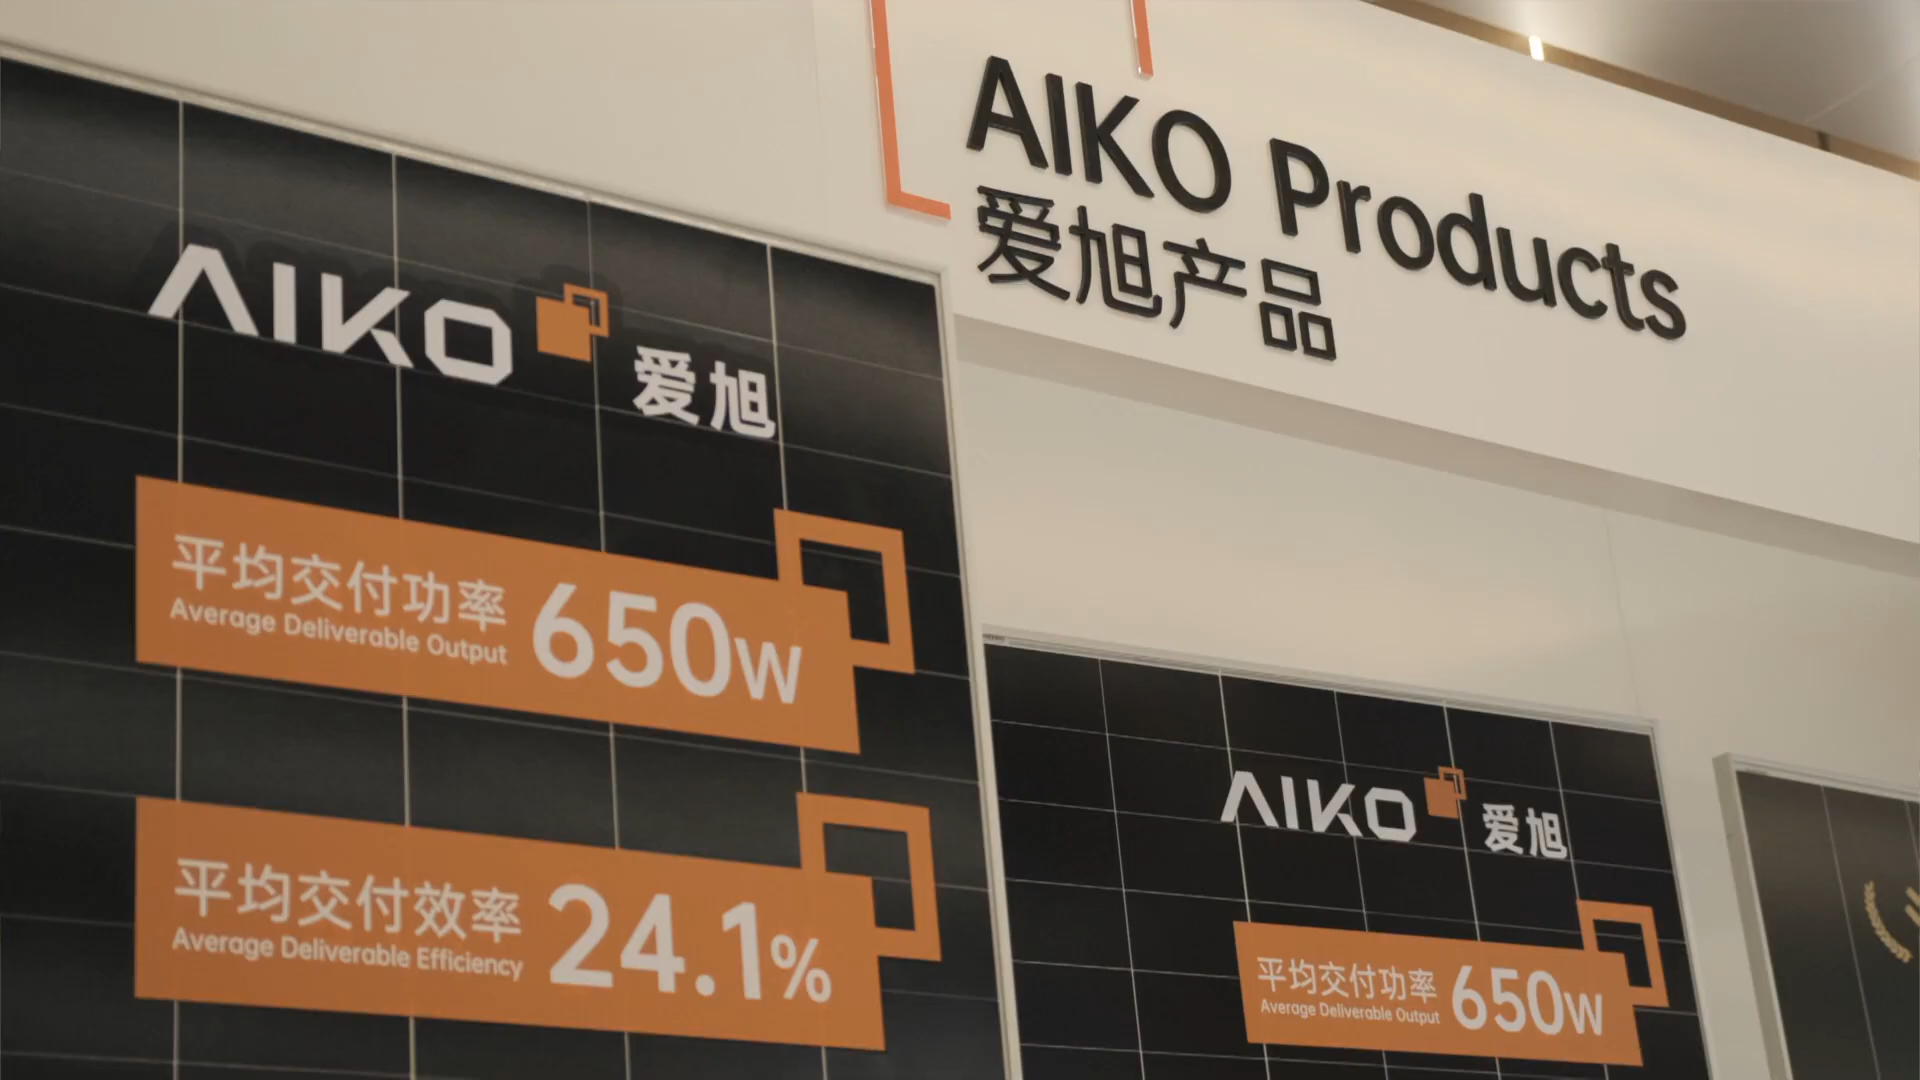 AIKO Products
爱旭产品
AIKO 爱旭
平均交付功率 650W
Average Deliverable Output
平均交付效率 24.1%
Average Deliverable Efficiency
AIKO 爱旭
平均交付功率 650W
Average Deliverable Output